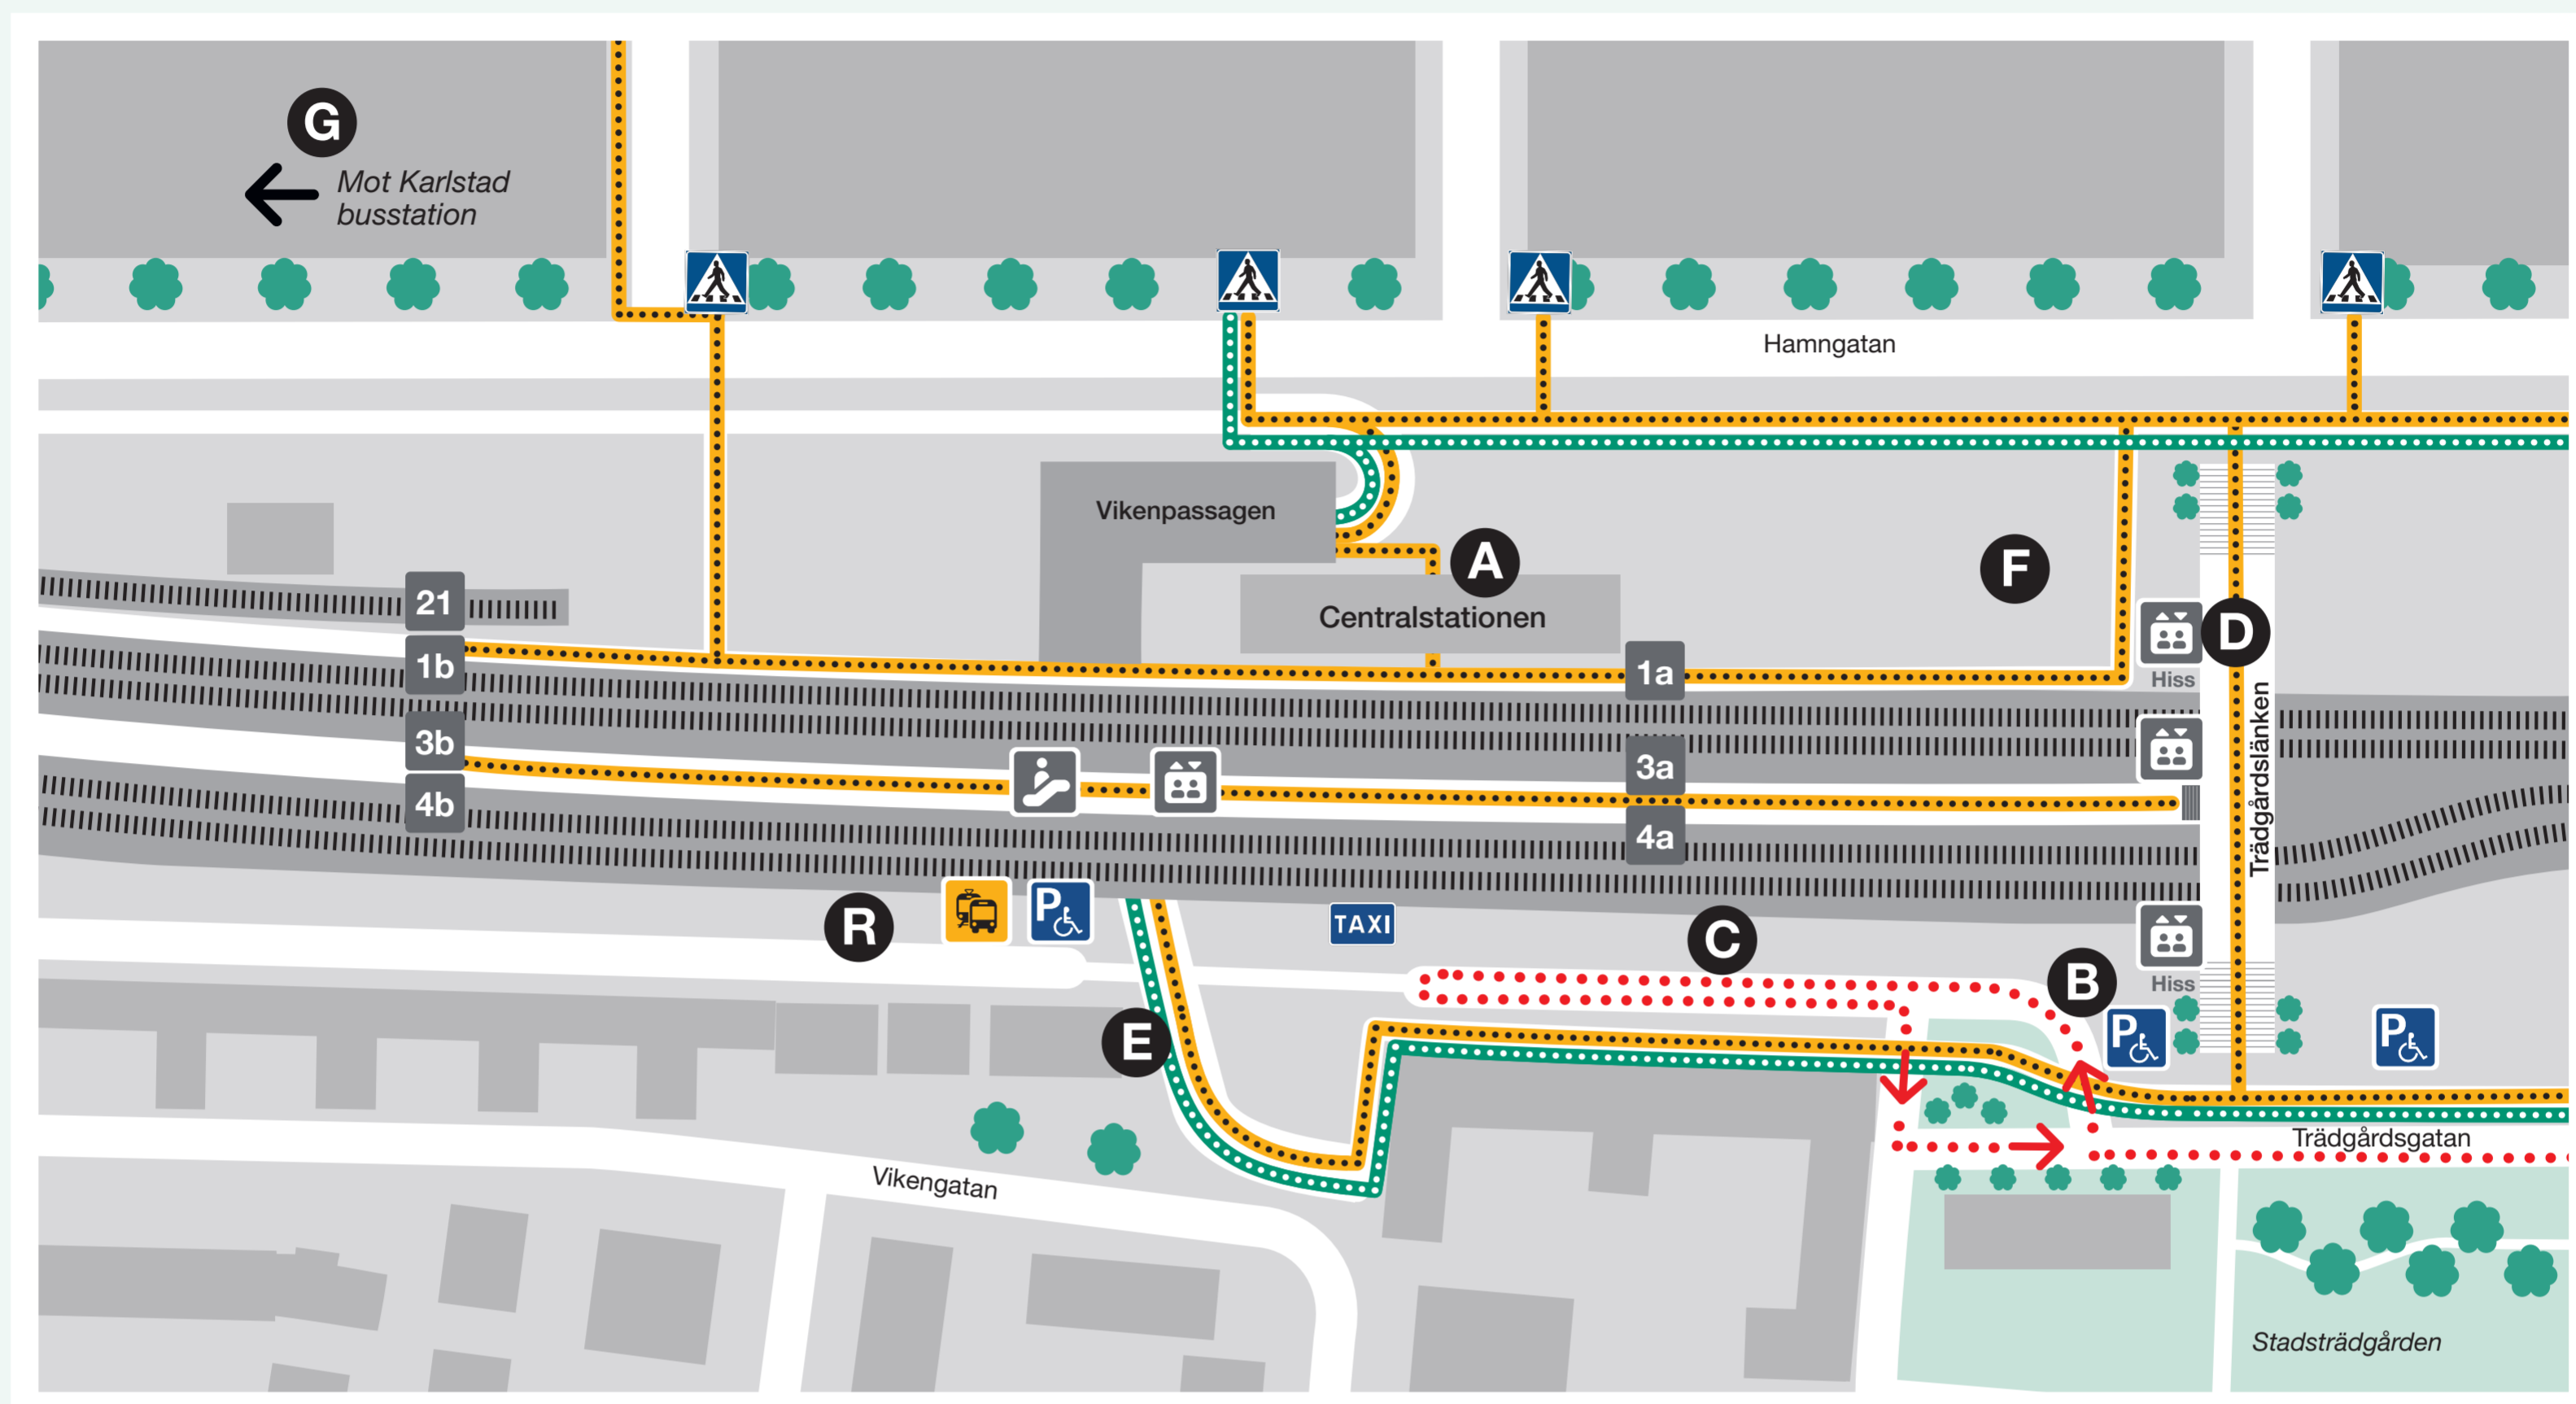 G
Mot Karlstad
busstation
Hamngatan
Vikenpassagen
A
F
Centralstationen
21
1b
1a
D
Hiss
3b
3a
4b
4a
Trädgårdslänken
R
P
TAXI
C
B
Hiss
E
P
P
Trädgårdsgatan
Vikengatan
Stadsträdgården